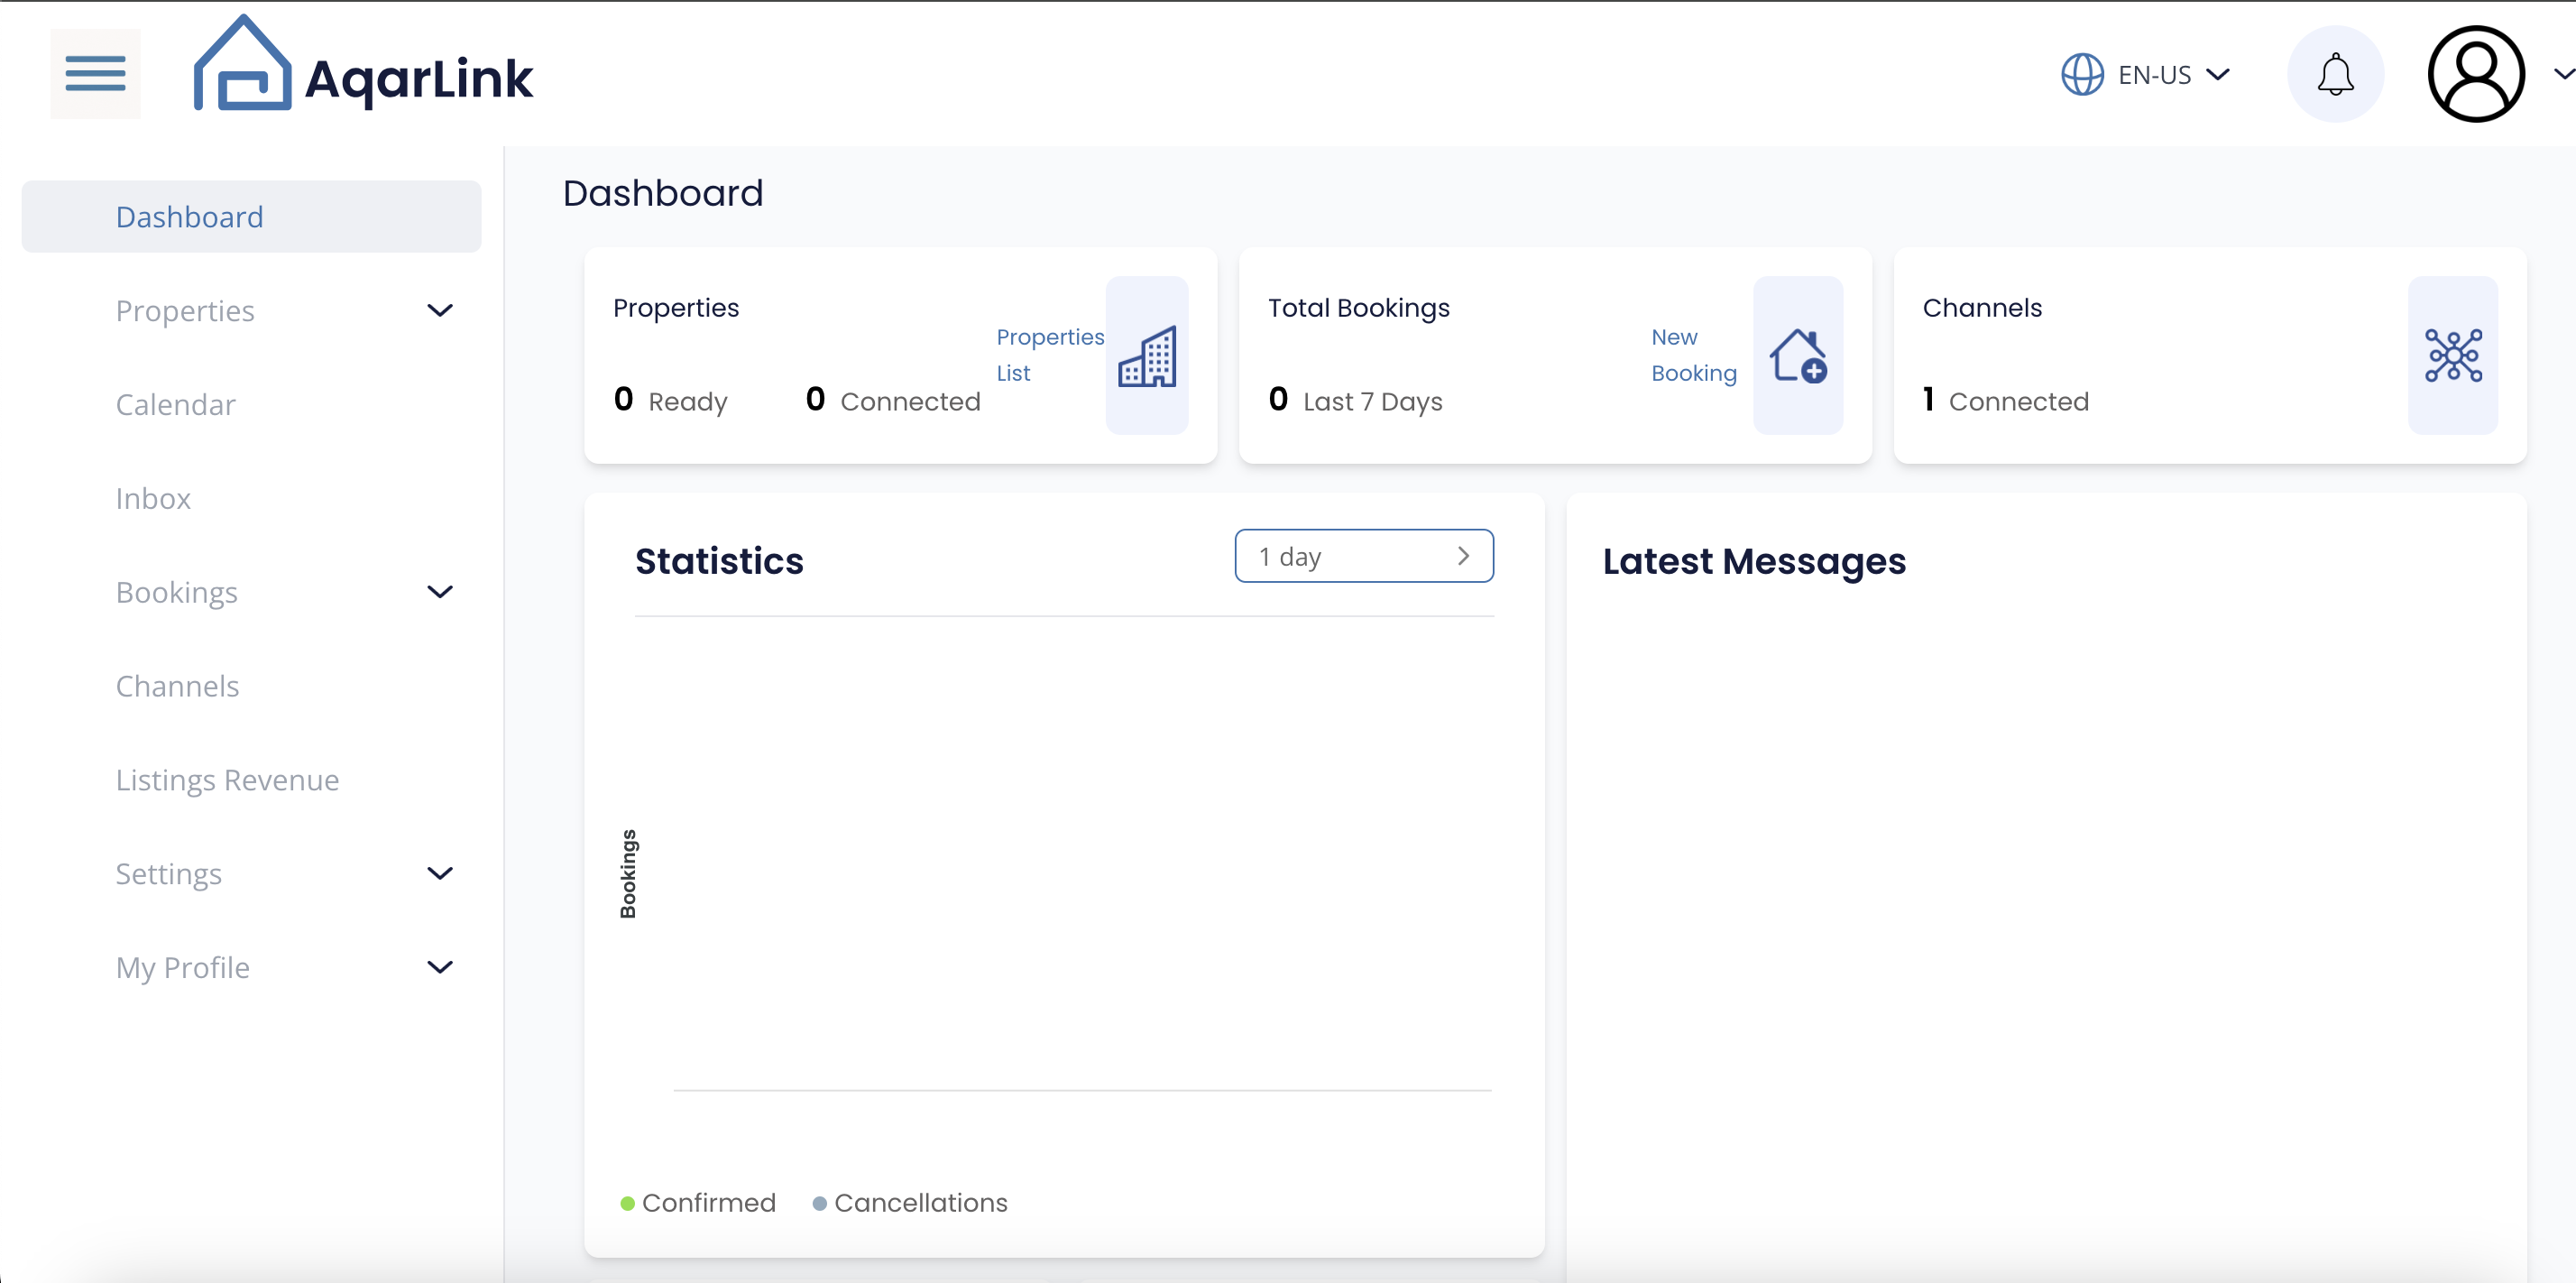 AqarLink
EN-US
Dashboard
Properties
Calendar
Inbox
Bookings
Channels
Listings Revenue
Settings
My Profile
Dashboard
Properties
0 Ready
0 Connected
Properties
List
Total Bookings
0 Last 7 Days
New
Booking
Channels
1 Connected
Statistics
1 day
Bookings
Confirmed
Cancellations
Latest Messages